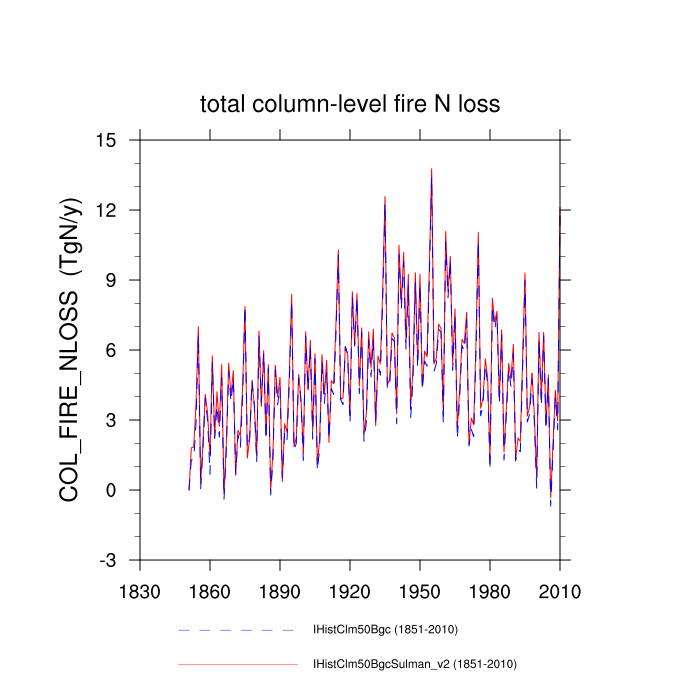 total column-level fire N loss
COL_FIRE_NLOSS (TgN/y)
15
12
9
6
3
0
-3
1830 1860 1890 1920 1950 1980 2010
IHistClm50Bgc (1851-2010)
IHistClm50BgcSulman_v2 (1851-2010)